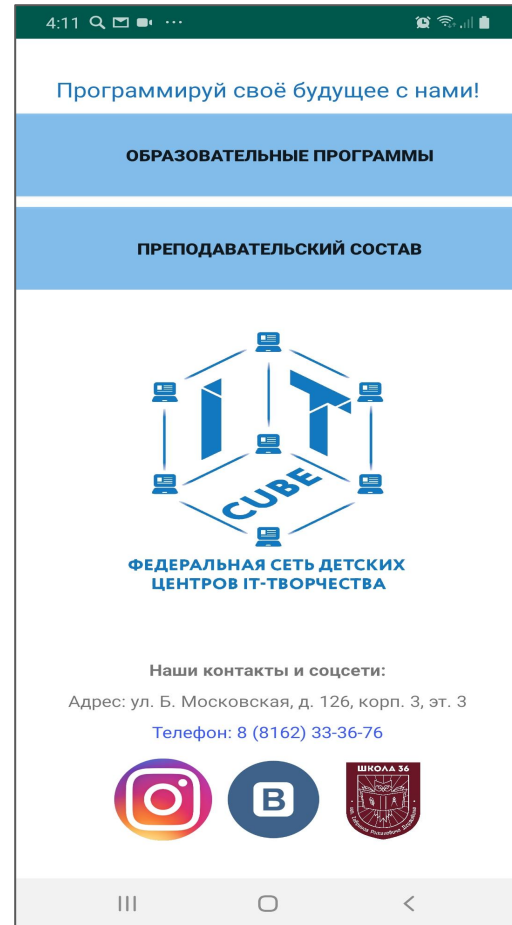 4:11
Программируй своё будущее с нами!
ОБРАЗОВАТЕЛЬНЫЕ ПРОГРАММЫ
ПРЕПОДАВАТЕЛЬСКИЙ СОСТАВ
IT
CUBE
ФЕДЕРАЛЬНАЯ СЕТЬ ДЕТСКИХ
ЦЕНТРОВ IT-ТВОРЧЕСТВА
Наши контакты и соцсети:
Адрес: ул. Б. Московская, д. 126, корп. 3, эт. 3
Телефон: 8 (8162) 33-36-76
B
ШКОЛА 36